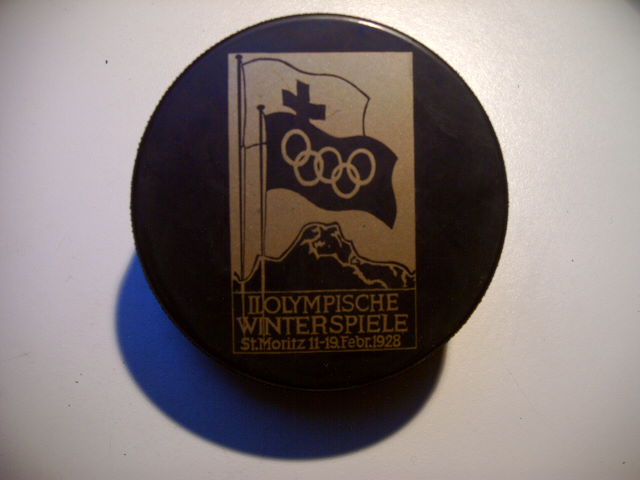 II OLYMPISCHE
WINTERSPIELE
St. Moritz 11-19. Febr. 1928